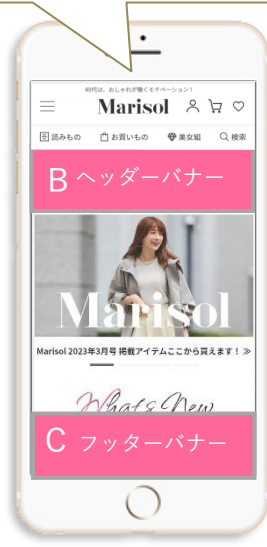 40代は、おしゃれが働くモチベーション！
Marisol
読みもの お買いもの 美女組 検索
B ヘッダーバナー
Marisol
Marisol 2023年3月号 掲載アイテムここから買えます！≫
What's New
C フッターバナー